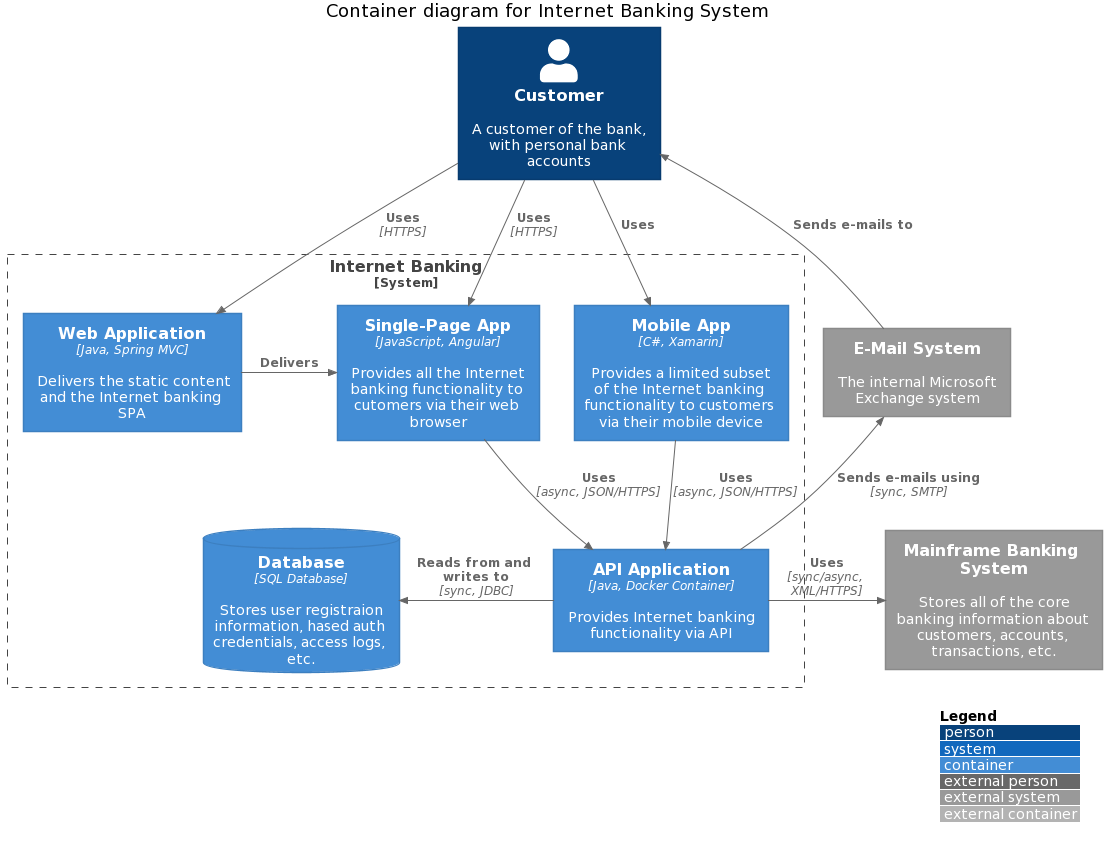 Container diagram for Internet Banking System
Customer
A customer of the bank,
with personal bank
accounts
Uses
[HTTPS]
Uses
[HTTPS]
Uses
Sends e-mails to
Internet Banking
[System]
Web Application
[Java, Spring MVC]
Delivers the static content
and the Internet banking
SPA
Delivers
Single-Page App
[JavaScript, Angular]
Provides all the Internet
banking functionality to
cutomers via their web
browser
Mobile App
[C#, Xamarin]
Provides a limited subset
of the Internet banking
functionality to customers
via their mobile device
E-Mail System
The internal Microsoft
Exchange system
Uses
[async, JSON/HTTPS]
Uses
[async, JSON/HTTPS]
Sends e-mails using
[sync, SMTP]
Database
[SQL Database]
Stores user registraion
information, hased auth
credentials, access logs,
etc.
Reads from and
writes to
[sync, JDBC]
API Application
[Java, Docker Container]
Provides Internet banking
functionality via API
Uses
[sync/async,
XML/HTTPS]
Mainframe Banking
System
Stores all of the core
banking information about
customers, accounts,
transactions, etc.
Legend
person
system
container
external person
external system
external container